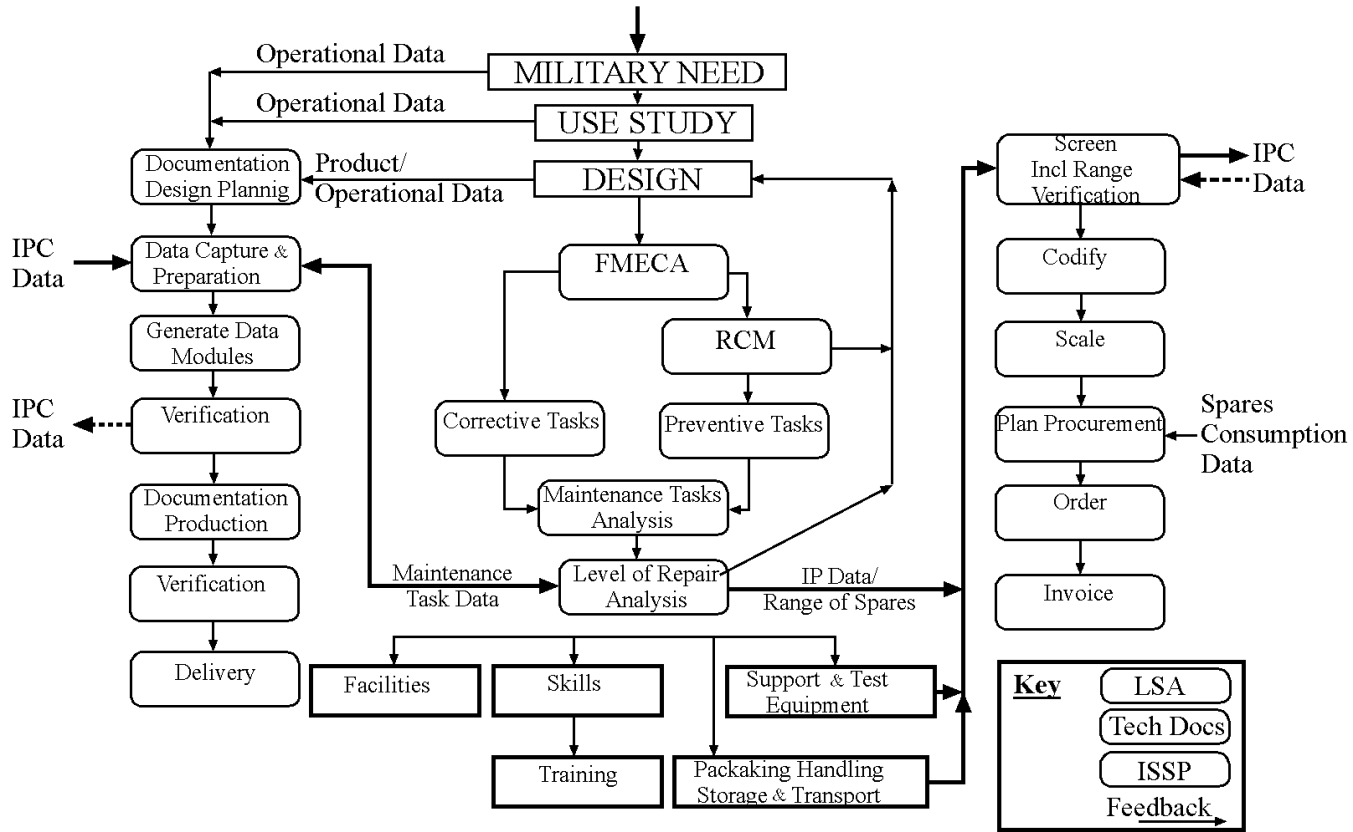 Operational Data
MILITARY NEED
Operational Data
USE STUDY
Documentation
Design Plannig
Product/
Operational Data
DESIGN
Screen
Incl Range
Verification
IPC
Data
IPC
Data
Data Capture &
Preparation
FMECA
Codify
Generate Data
Modules
RCM
Scale
IPC
Data
Verification
Corrective Tasks
Preventive Tasks
Plan Procurement
Spares
Consumption
Data
Documentation
Production
Maintenance Tasks
Analysis
Order
Verification
Maintenance
Task Data
Level of Repair
Analysis
IP Data/
Range of Spares
Invoice
Delivery
Facilities
Skills
Support & Test
Equipment
Training
Packaking Handling
Storage & Transport
Key
LSA
Tech Docs
ISSP
Feedback